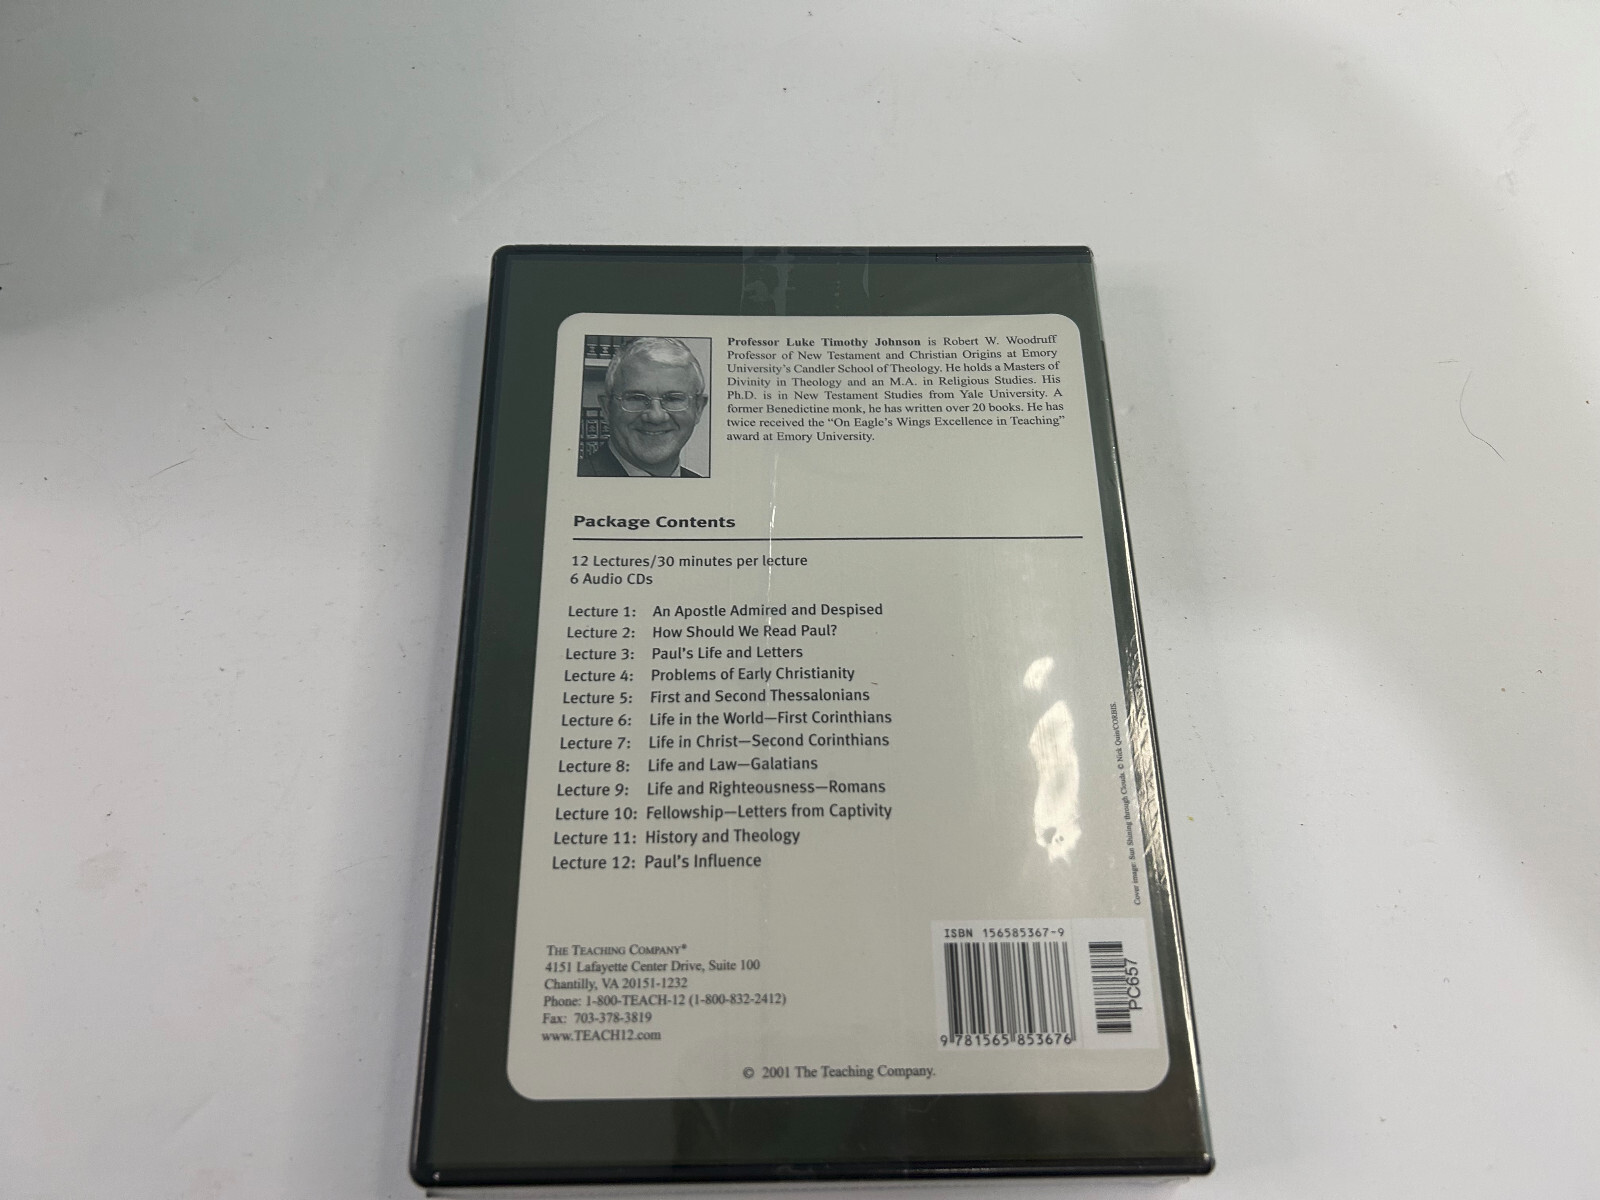 Professor Luke Timothy Johnson is Robert W. Woodruff
Professor of New Testament and Christian Origins at Emory
University's Candler School of Theology. He holds a Masters of
Divinity in Theology and an M.A. in Religious Studies. His
Ph.D. is in New Testament Studies from Yale University. A
former Benedictine monk, he has written over 20 books. He has
twice received the “On Eagle's Wings Excellence in Teaching”
award at Emory University.
Package Contents
12 Lectures/30 minutes per lecture
6 Audio CDs
Lecture 1: An Apostle Admired and Despised
Lecture 2: How Should We Read Paul?
Lecture 3: Paul's Life and Letters
Lecture 4: Problems of Early Christianity
Lecture 5: First and Second Thessalonians
Lecture 6: Life in the World—First Corinthians
Lecture 7: Life in Christ—Second Corinthians
Lecture 8: Life and Law—Galatians
Lecture 9: Life and Righteousness—Romans
Lecture 10: Fellowship—Letters from Captivity
Lecture 11: History and Theology
Lecture 12: Paul's Influence
Cover image: Sun Shining through Clouds. © Nick Quin/CORBIS.
THE TEACHING COMPANY®
4151 Lafayette Center Drive, Suite 100
Chantilly, VA 20151-1232
Phone: 1-800-TEACH-12 (1-800-832-2412)
Fax: 703-378-3819
www.TEACH12.com
ISBN 156585367-9
9 781565 853676
PC657
© 2001 The Teaching Company.